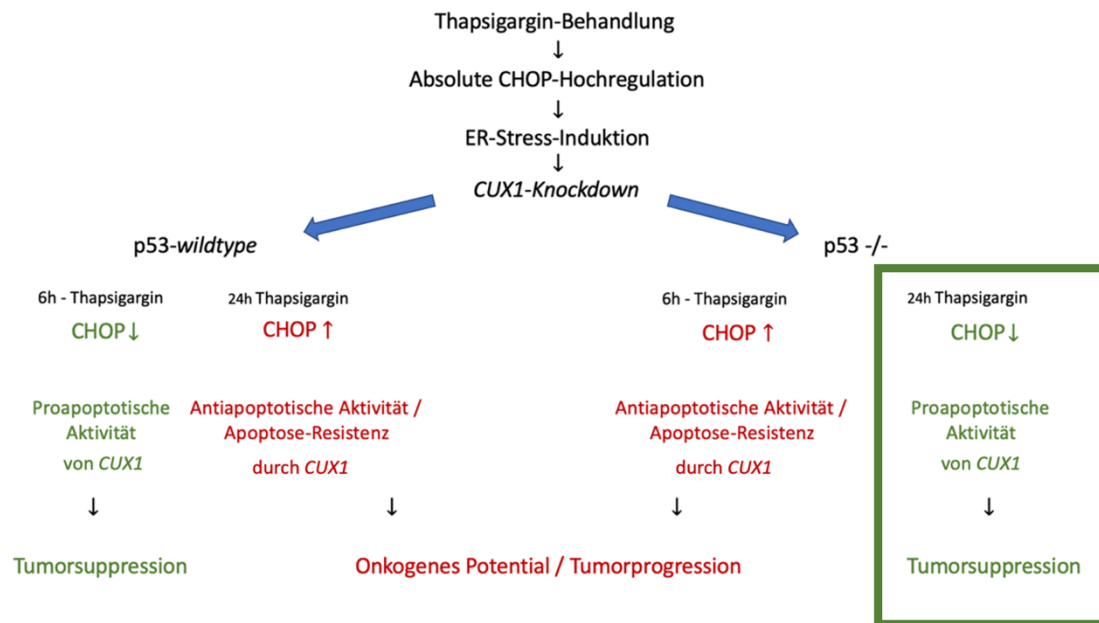 Thapsigargin-Behandlung
↓
Absolute CHOP-Hochregulation
↓
ER-Stress-Induktion
↓
CUX1-Knockdown
p53-wildtype
6h - Thapsigargin
CHOP↓
Proapoptotische
Aktivität
von CUX1
↓
Tumorsuppression
24h Thapsigargin
CHOP ↑
Antiapoptotische Aktivität /
Apoptose-Resistenz
durch CUX1
↓
p53 -/-
6h - Thapsigargin
CHOP ↑
Antiapoptotische Aktivität /
Apoptose-Resistenz
durch CUX1
↓
Onkogenes Potential / Tumorprogression
24h Thapsigargin
CHOP↓
Proapoptotische
Aktivität
von CUX1
↓
Tumorsuppression